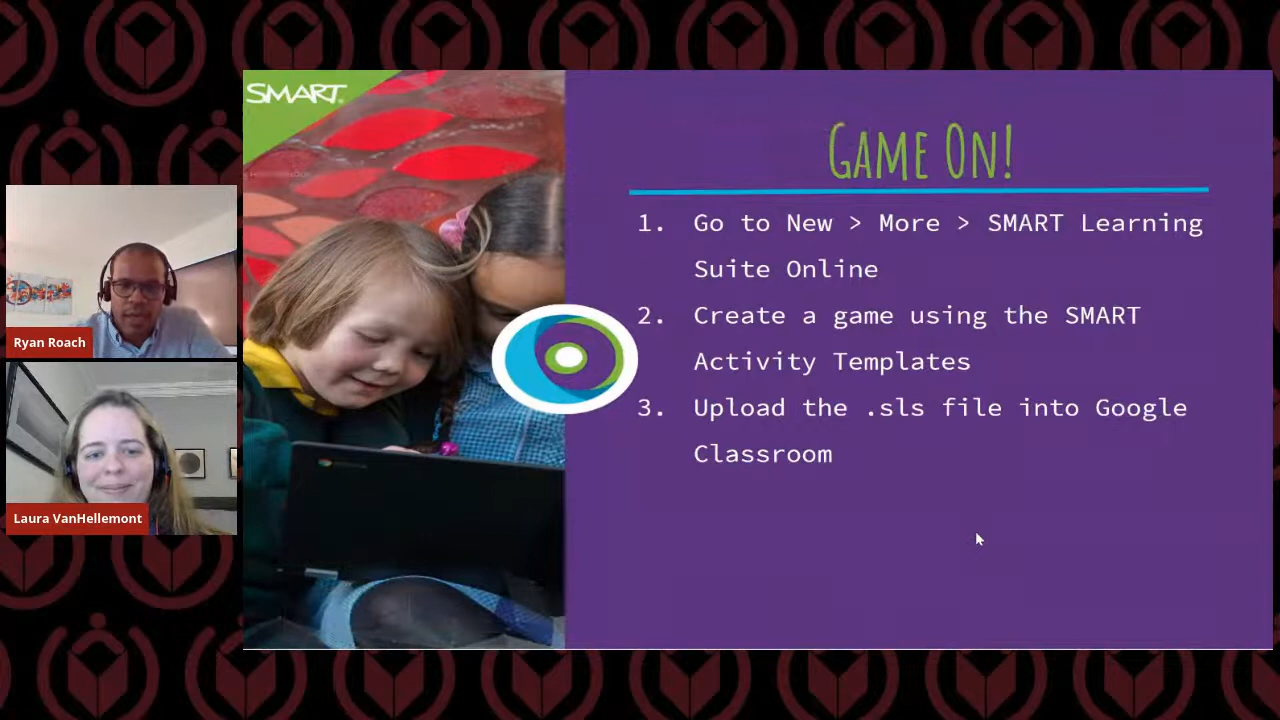 SMART
GAME ON!
1. Go to New > More > SMART Learning
Suite Online
2. Create a game using the SMART
Activity Templates
3. Upload the .sls file into Google
Classroom
Ryan Roach
Laura VanHellemont